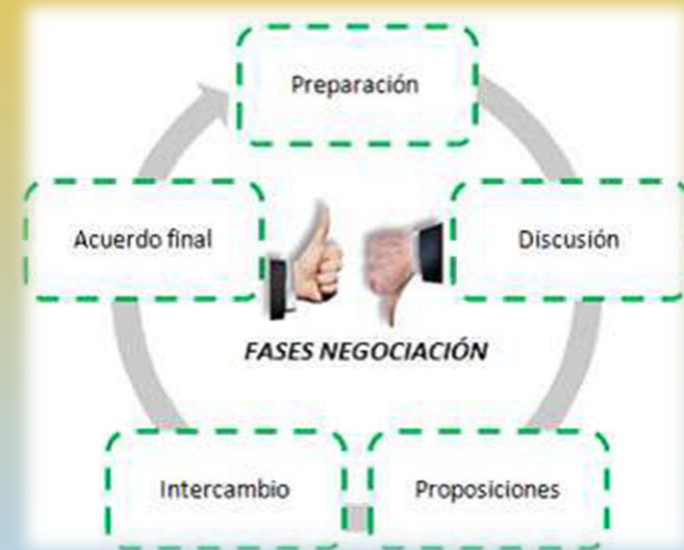 Preparación
Acuerdo final
Discusión
FASES NEGOCIACIÓN
Intercambio
Proposiciones